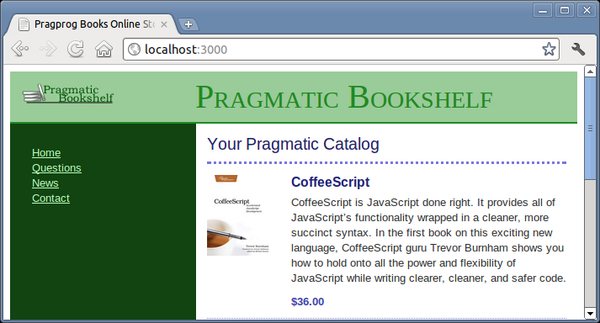 Pragprog Books Online St
localhost:3000
Pragmatic
Bookshelf
PRAGMATIC BOOKSHELF
Home
Questions
News
Contact
Your Pragmatic Catalog
CoffeeScript
CoffeeScript
CoffeeScript is JavaScript done right. It provides all of
JavaScript's functionality wrapped in a cleaner, more
succinct syntax. In the first book on this exciting new
language, CoffeeScript guru Trevor Burnham shows you
how to hold onto all the power and flexibility of
JavaScript while writing clearer, cleaner, and safer code.
$36.00